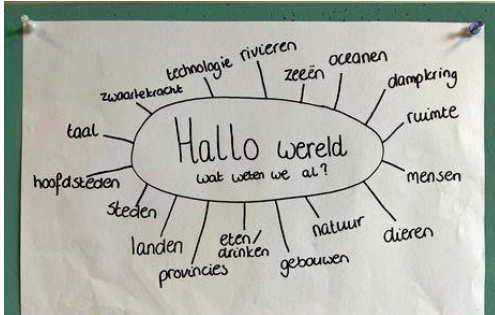 Hallo wereld
wat weten we al?
zwaartekracht
technologie
rivieren
zeeën
oceanen
dampkring
ruimte
mensen
dieren
natuur
gebouwen
eten/
drinken
provincies
landen
steden
hoofdsteden
taal